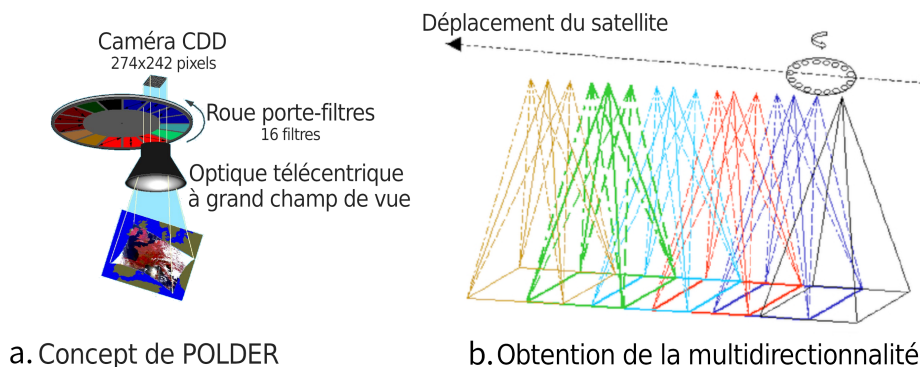 Caméra CDD
274x242 pixels
Roue porte-filtres
16 filtres
Optique télécentrique
à grand champ de vue
a. Concept de POLDER
Déplacement du satellite
b. Obtention de la multidirectionnalité